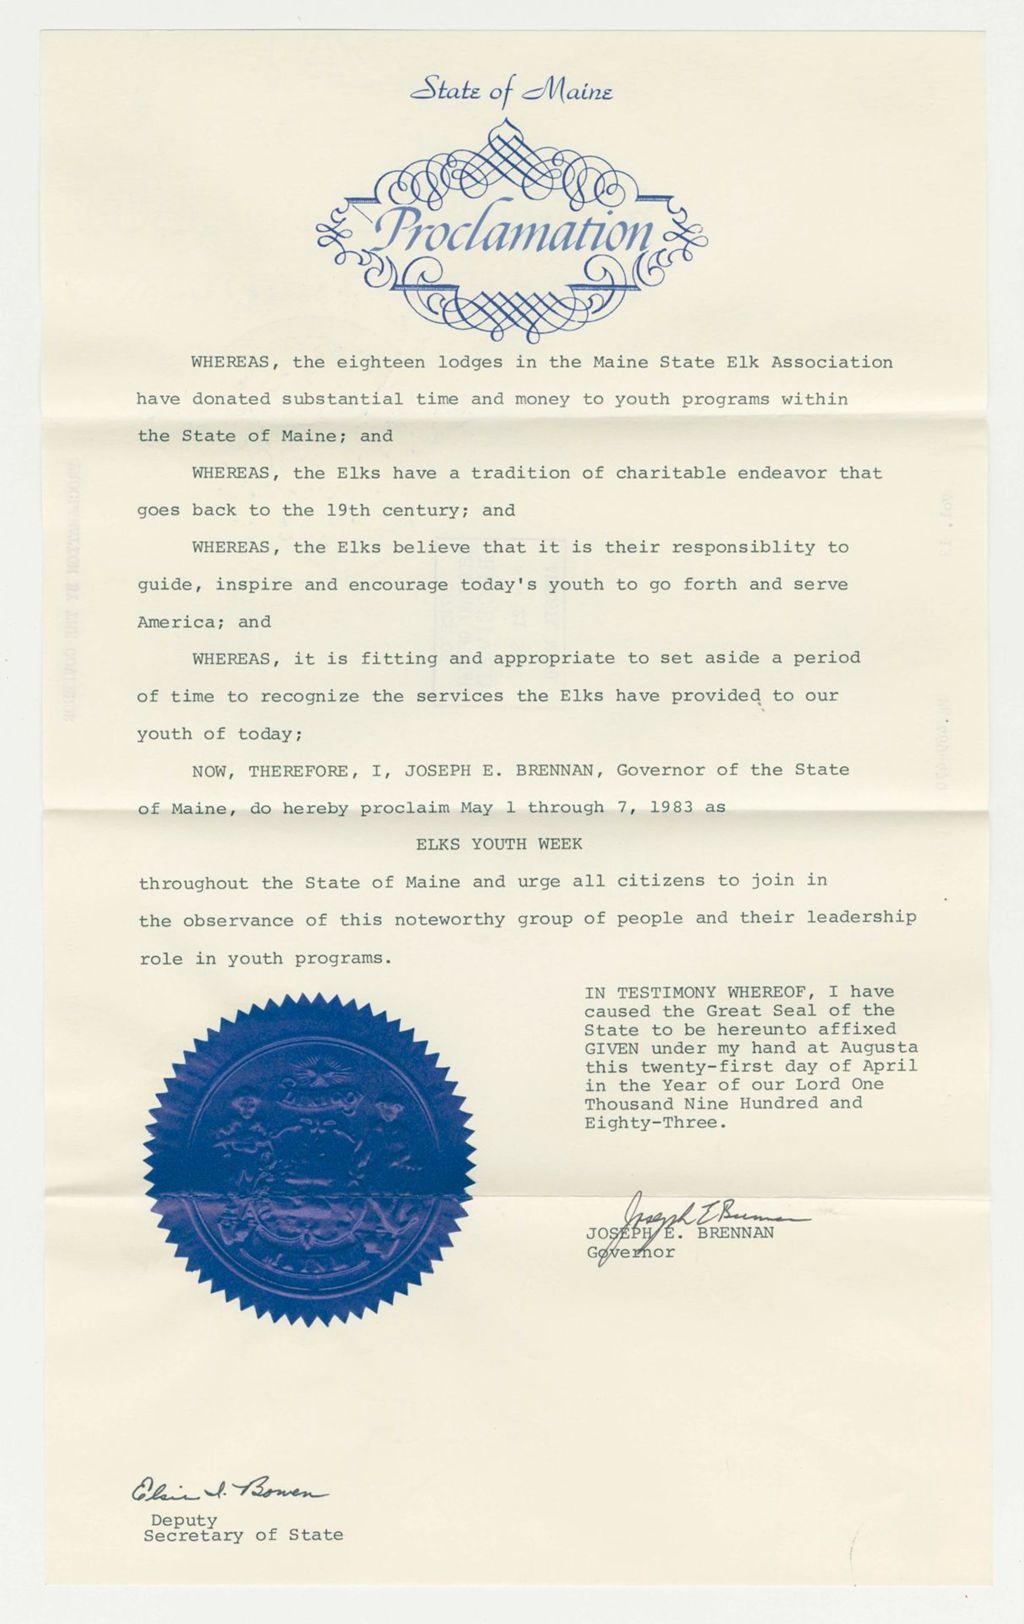 State of Maine
Proclamation
WHEREAS, the eighteen lodges in the Maine State Elk Association
have donated substantial time and money to youth programs within
the State of Maine; and
WHEREAS, the Elks have a tradition of charitable endeavor that
goes back to the 19th century; and
WHEREAS, the Elks believe that it is their responsiblity to
guide, inspire and encourage today's youth to go forth and serve
America; and
WHEREAS, it is fitting and appropriate to set aside a period
of time to recognize the services the Elks have provided to our
youth of today;
NOW, THEREFORE, I, JOSEPH E. BRENNAN, Governor of the State
of Maine, do hereby proclaim May 1 through 7, 1983 as
ELKS YOUTH WEEK
throughout the State of Maine and urge all citizens to join in
the observance of this noteworthy group of people and their leadership
role in youth programs.
IN TESTIMONY WHEREOF, I have
caused the Great Seal of the
State to be hereunto affixed
GIVEN under my hand at Augusta
this twenty-first day of April
in the Year of our Lord One
Thousand Nine Hundred and
Eighty-Three.
DIRIGO
MAINE
Joseph E Brennan
JOSEPH E. BRENNAN
Governor
Elsie I. Bowen
Deputy
Secretary of State